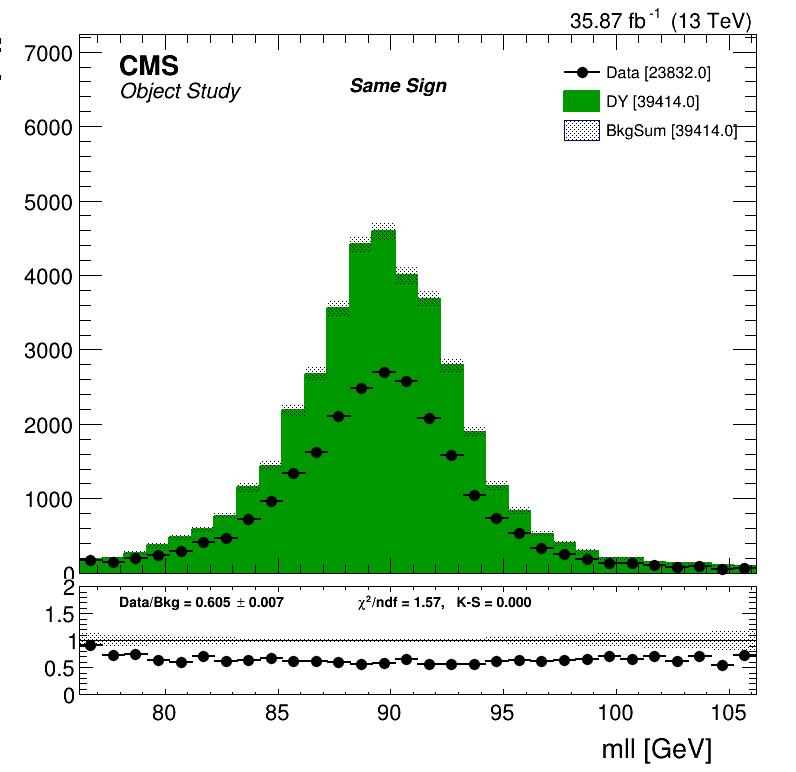 35.87 fb⁻¹ (13 TeV)
CMS
Object Study
Same Sign
Data [23832.0]
DY [39414.0]
BkgSum [39414.0]
7000
6000
5000
4000
3000
2000
1000
0
Data/Bkg = 0.605 ± 0.007
χ²/ndf = 1.57, K-S = 0.000
2
1.5
1
0.5
0
80 85 90 95 100 105
mll [GeV]